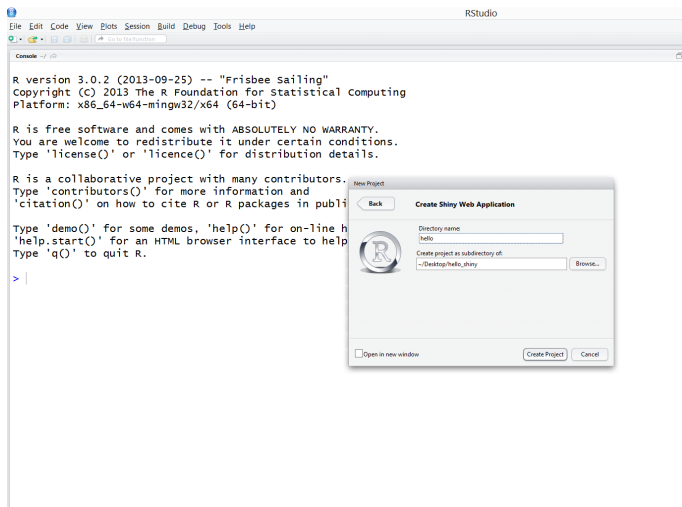 RStudio
File Edit Code View Plots Session Build Debug Tools Help
Go to file/function
Console ~/
R version 3.0.2 (2013-09-25) -- "Frisbee Sailing"
Copyright (C) 2013 The R Foundation for Statistical Computing
Platform: x86_64-w64-mingw32/x64 (64-bit)
R is free software and comes with ABSOLUTELY NO WARRANTY.
You are welcome to redistribute it under certain conditions.
Type 'license()' or 'licence()' for distribution details.
R is a collaborative project with many contributors.
Type 'contributors()' for more information and
'citation()' on how to cite R or R packages in publi
Type 'demo()' for some demos, 'help()' for on-line h
'help.start()' for an HTML browser interface to help
Type 'q()' to quit R.
>
New Project
Back
Create Shiny Web Application
R
Directory name:
hello
Create project as subdirectory of:
~/Desktop/hello_shiny
Browse...
Open in new window
Create Project
Cancel